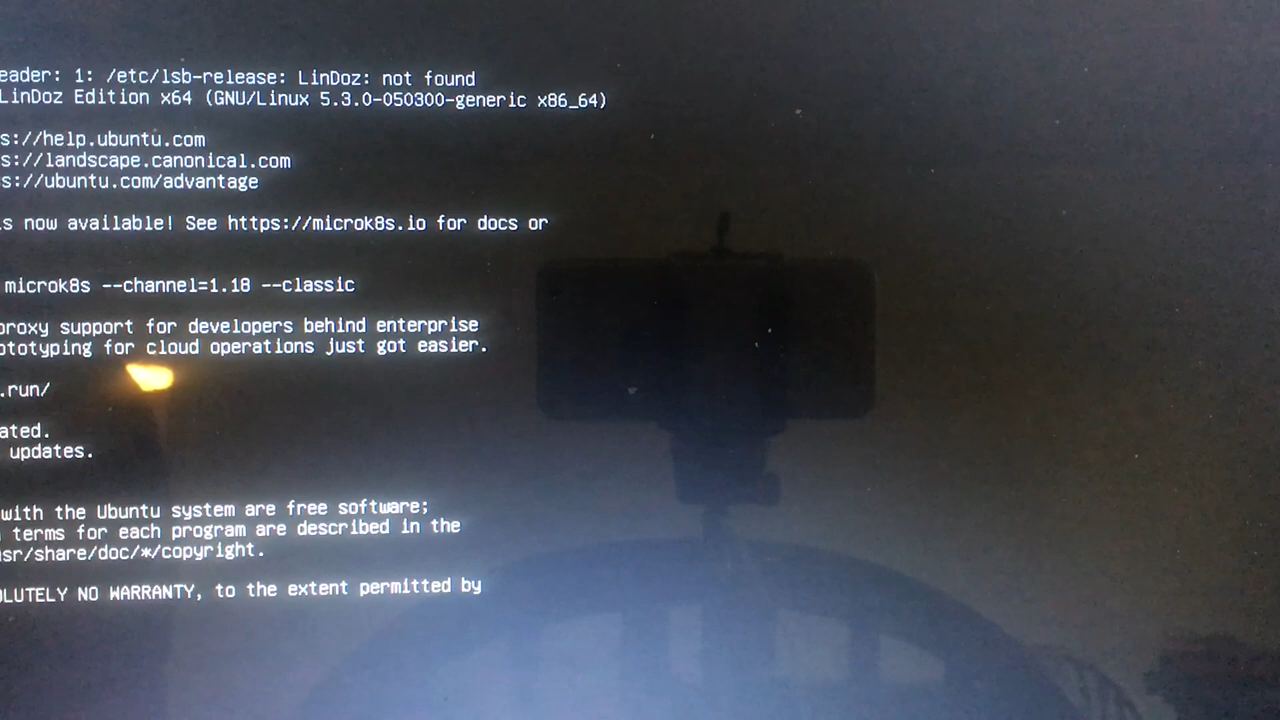 eader: 1: /etc/lsb-release: LinDoz: not found
LinDoz Edition x64 (GNU/Linux 5.3.0-050300-generic x86_64)
s://help.ubuntu.com
s://landscape.canonical.com
s://ubuntu.com/advantage
s now available! See https://microk8s.io for docs or
microk8s --channel=1.18 --classic
proxy support for developers behind enterprise
ototyping for cloud operations just got easier.
.run/
ated.
updates.
with the Ubuntu system are free software;
terms for each program are described in the
usr/share/doc/*/copyright.
OLUTELY NO WARRANTY, to the extent permitted by